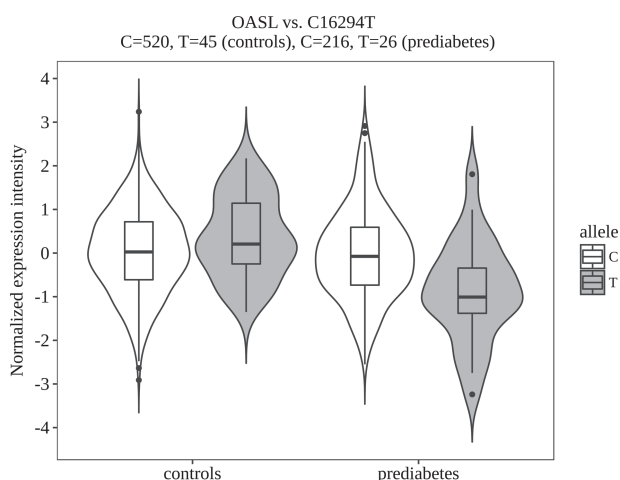 OASL vs. C16294T
C=520, T=45 (controls), C=216, T=26 (prediabetes)
Normalized expression intensity
4
3
2
1
0
-1
-2
-3
-4
controls
prediabetes
allele
C
T